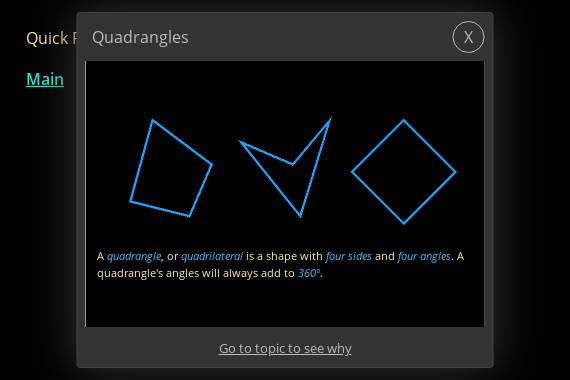 Quadrangles
X
Quick
Main
A quadrangle, or quadrilateral is a shape with four sides and four angles. A
quadrangle's angles will always add to 360º.
Go to topic to see why